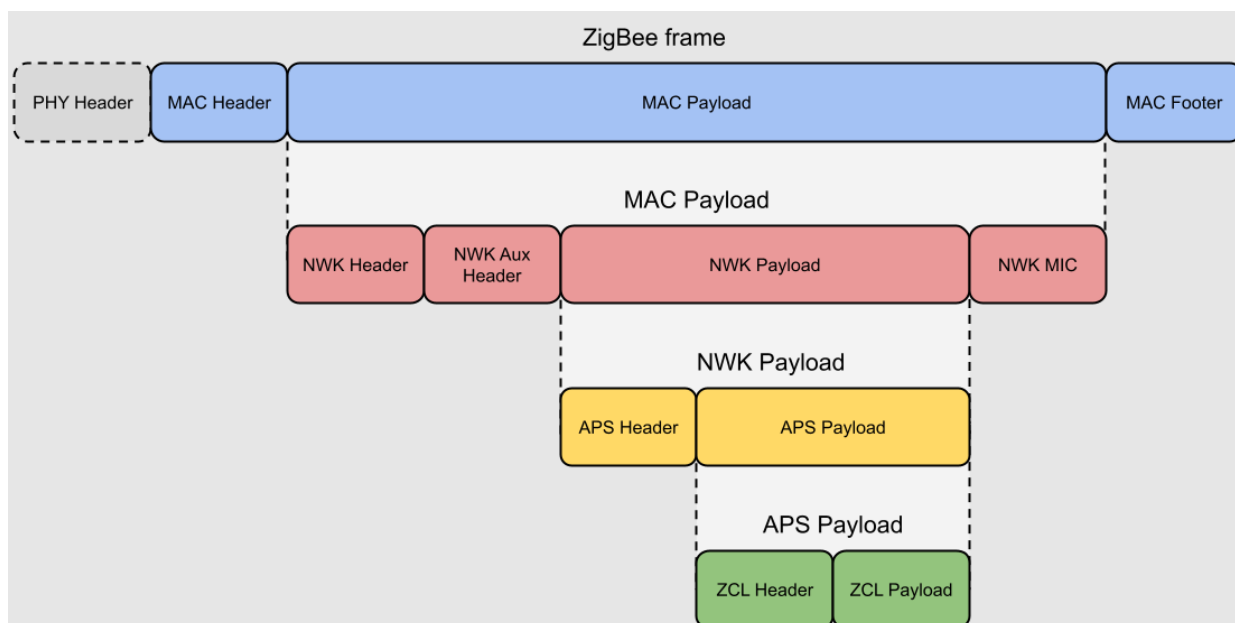 ZigBee frame
PHY Header
MAC Header
MAC Payload
MAC Footer
MAC Payload
NWK Header
NWK Aux
Header
NWK Payload
NWK MIC
NWK Payload
APS Header
APS Payload
APS Payload
ZCL Header
ZCL Payload